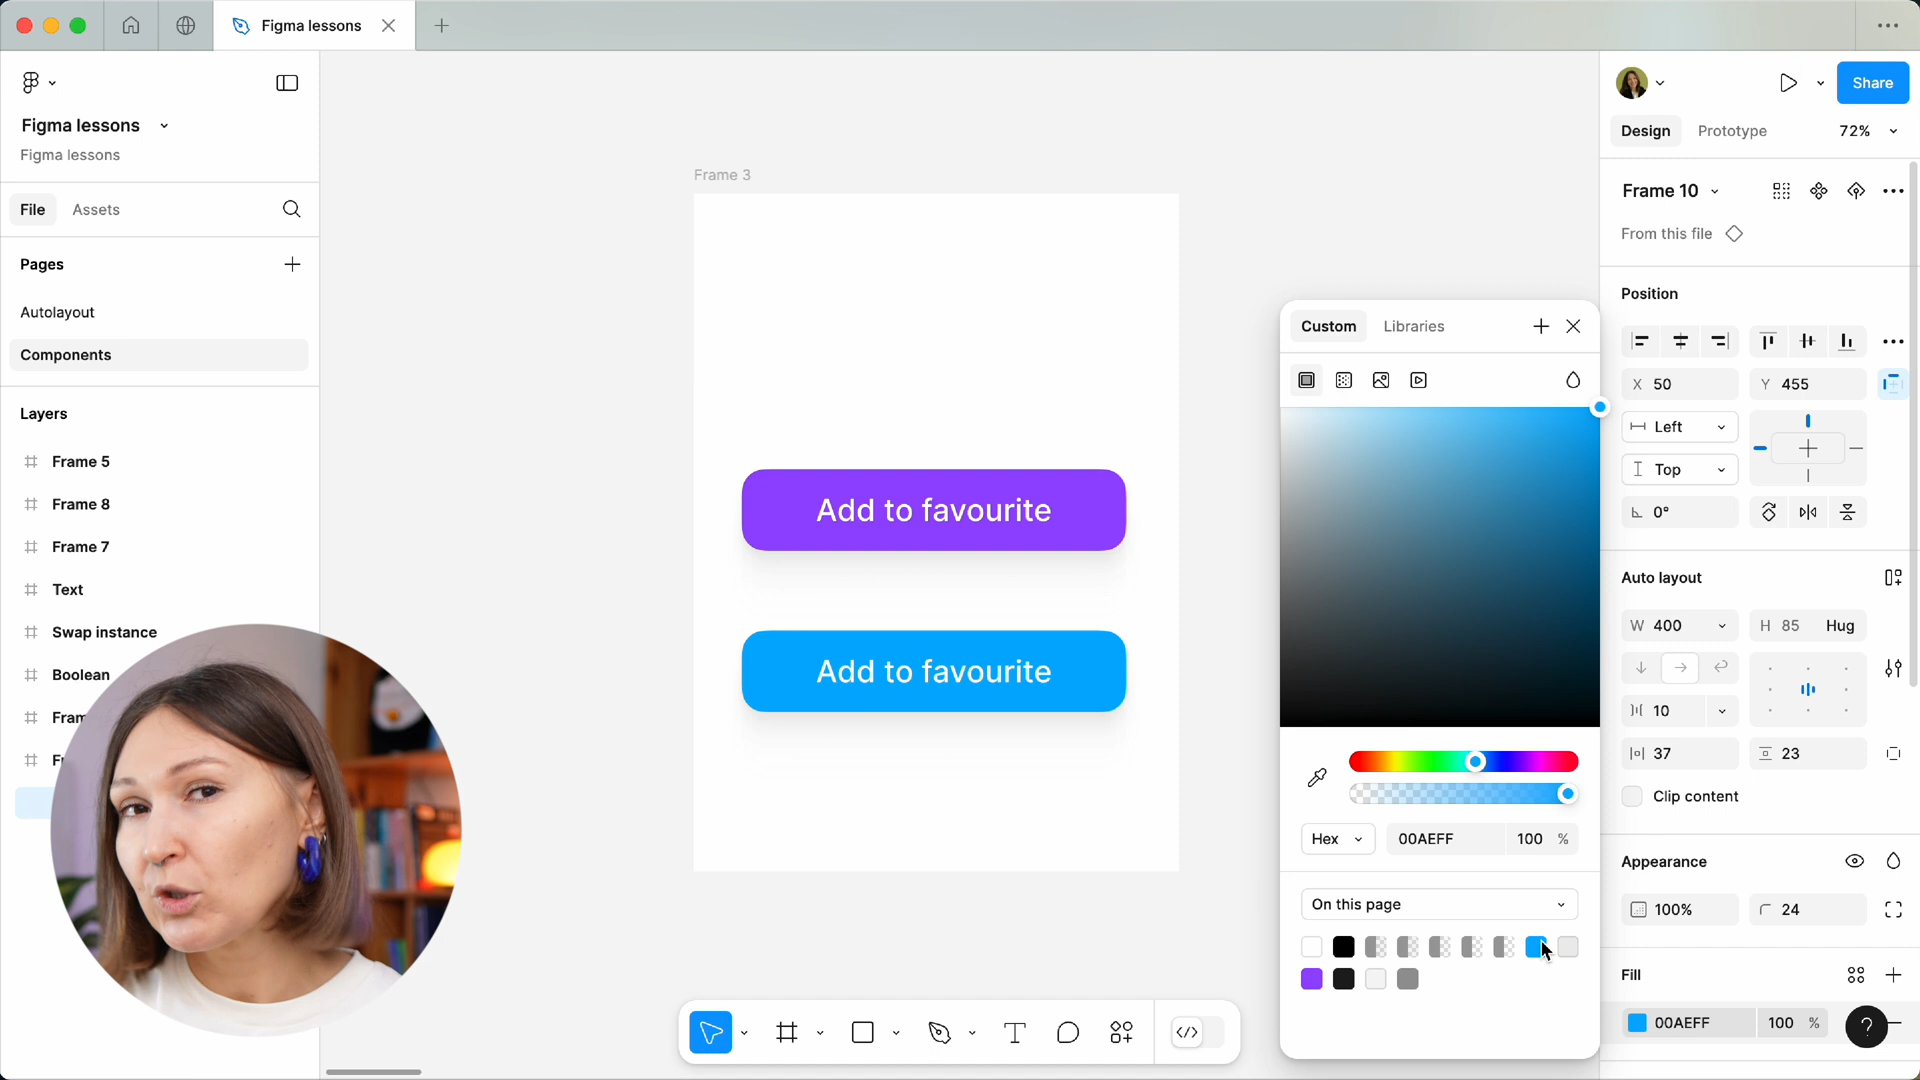 Figma lessons
Figma lessons
Figma lessons
File
Assets
Pages
Autolayout
Components
Layers
Frame 5
Frame 8
Frame 7
Text
Swap instance
Boolean
Frame 3
Add to favourite
Add to favourite
Custom
Libraries
Hex
00AEFF
100 %
On this page
Share
Design
Prototype
72%
Frame 10
From this file
Position
X 50
Y 455
Left
Top
0°
Auto layout
W 400
H 85 Hug
10
37
23
Clip content
Appearance
100%
24
Fill
00AEFF 100 %
?